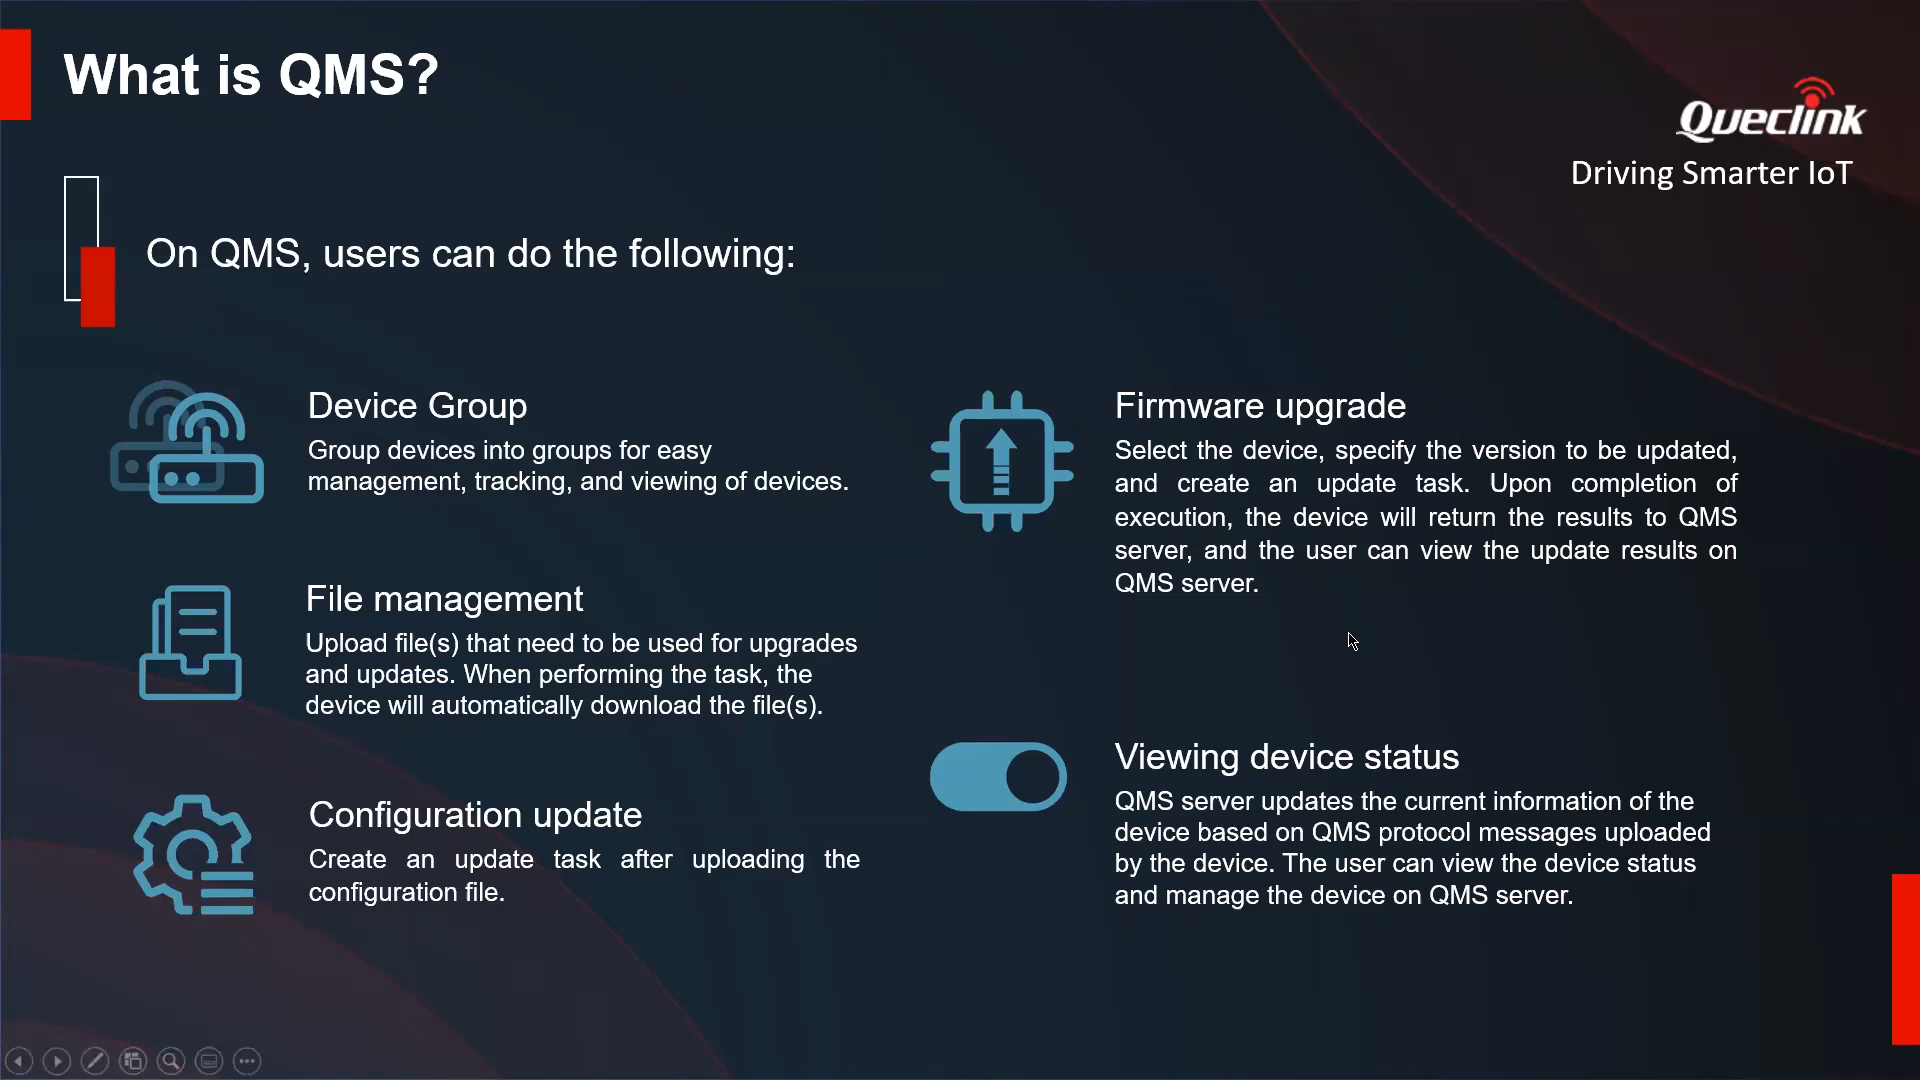 What is QMS?
Queclink
Driving Smarter IoT
On QMS, users can do the following:
Device Group
Group devices into groups for easy
management, tracking, and viewing of devices.
File management
Upload file(s) that need to be used for upgrades
and updates. When performing the task, the
device will automatically download the file(s).
Configuration update
Create an update task after uploading the
configuration file.
Firmware upgrade
Select the device, specify the version to be updated,
and create an update task. Upon completion of
execution, the device will return the results to QMS
server, and the user can view the update results on
QMS server.
Viewing device status
QMS server updates the current information of the
device based on QMS protocol messages uploaded
by the device. The user can view the device status
and manage the device on QMS server.